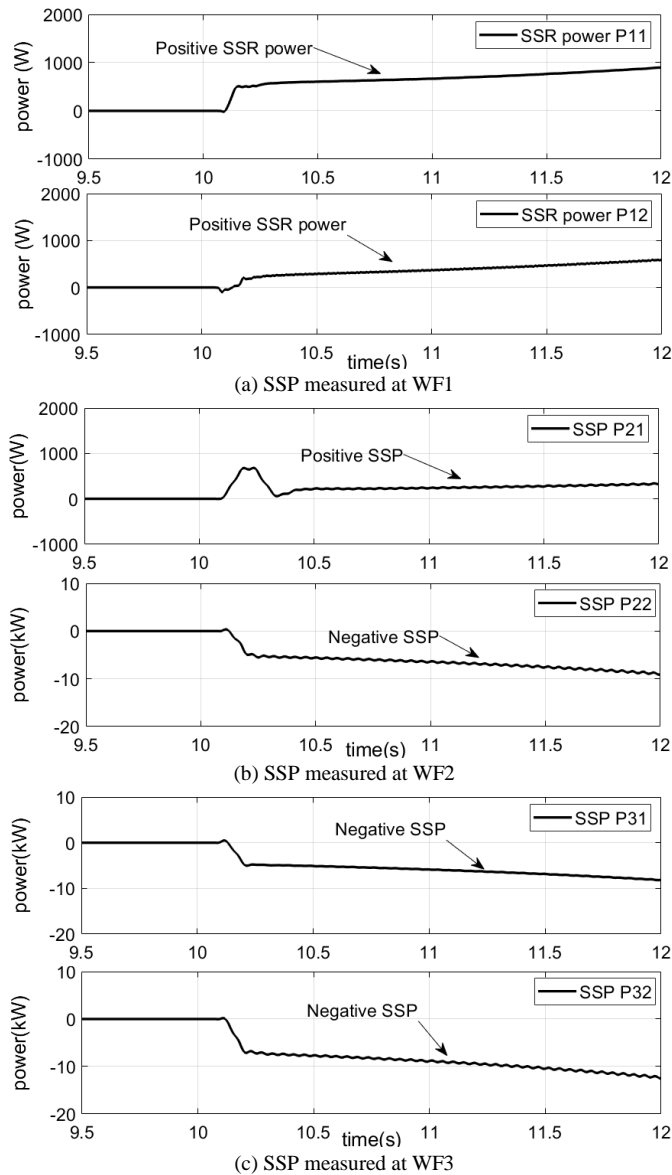 2000
SSR power P11
Positive SSR power
1000
power (W)
0
-1000
9.5 10 10.5 11 11.5 12
2000
SSR power P12
Positive SSR power
1000
power (W)
0
-1000
9.5 10 10.5 11 11.5 12
time(s)
(a) SSP measured at WF1
2000
SSP P21
Positive SSP
1000
power(W)
0
-1000
9.5 10 10.5 11 11.5 12
10
SSP P22
0
Negative SSP
power(kW)
-10
-20
9.5 10 10.5 11 11.5 12
time(s)
(b) SSP measured at WF2
10
SSP P31
Negative SSP
0
power(kW)
-10
-20
9.5 10 10.5 11 11.5 12
10
SSP P32
Negative SSP
0
power(kW)
-10
-20
9.5 10 10.5 11 11.5 12
time(s)
(c) SSP measured at WF3